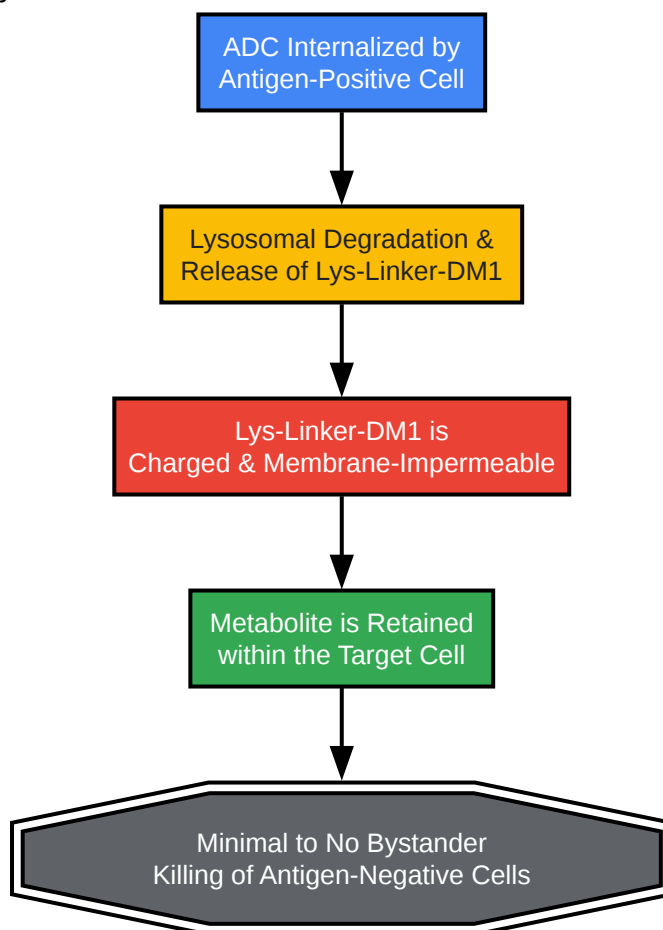 ADC Internalized by
Antigen-Positive Cell
Lysosomal Degradation &
Release of Lys-Linker-DM1
Lys-Linker-DM1 is
Charged & Membrane-Impermeable
Metabolite is Retained
within the Target Cell
Minimal to No Bystander
Killing of Antigen-Negative Cells